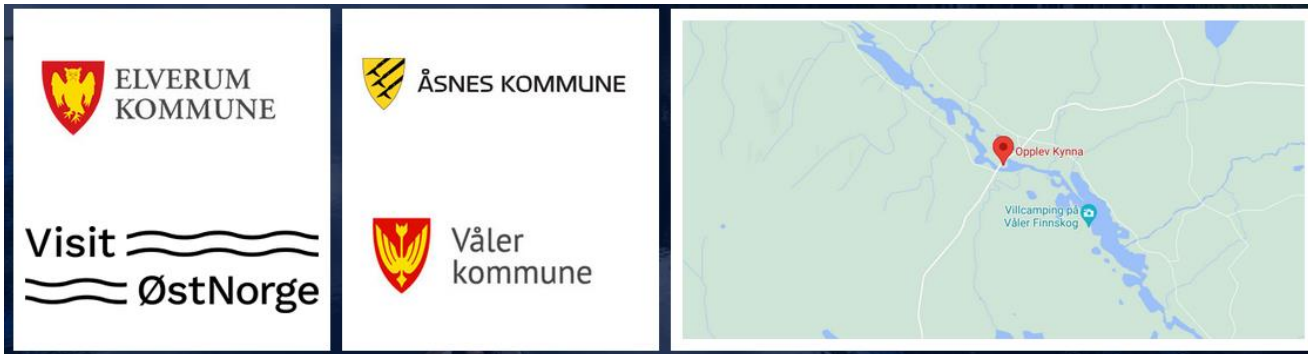 ELVERUM
KOMMUNE
Visit
ØstNorge
ÅSNES KOMMUNE
Våler
kommune
Opplev Kynna
Villcamping på
Våler Finnskog